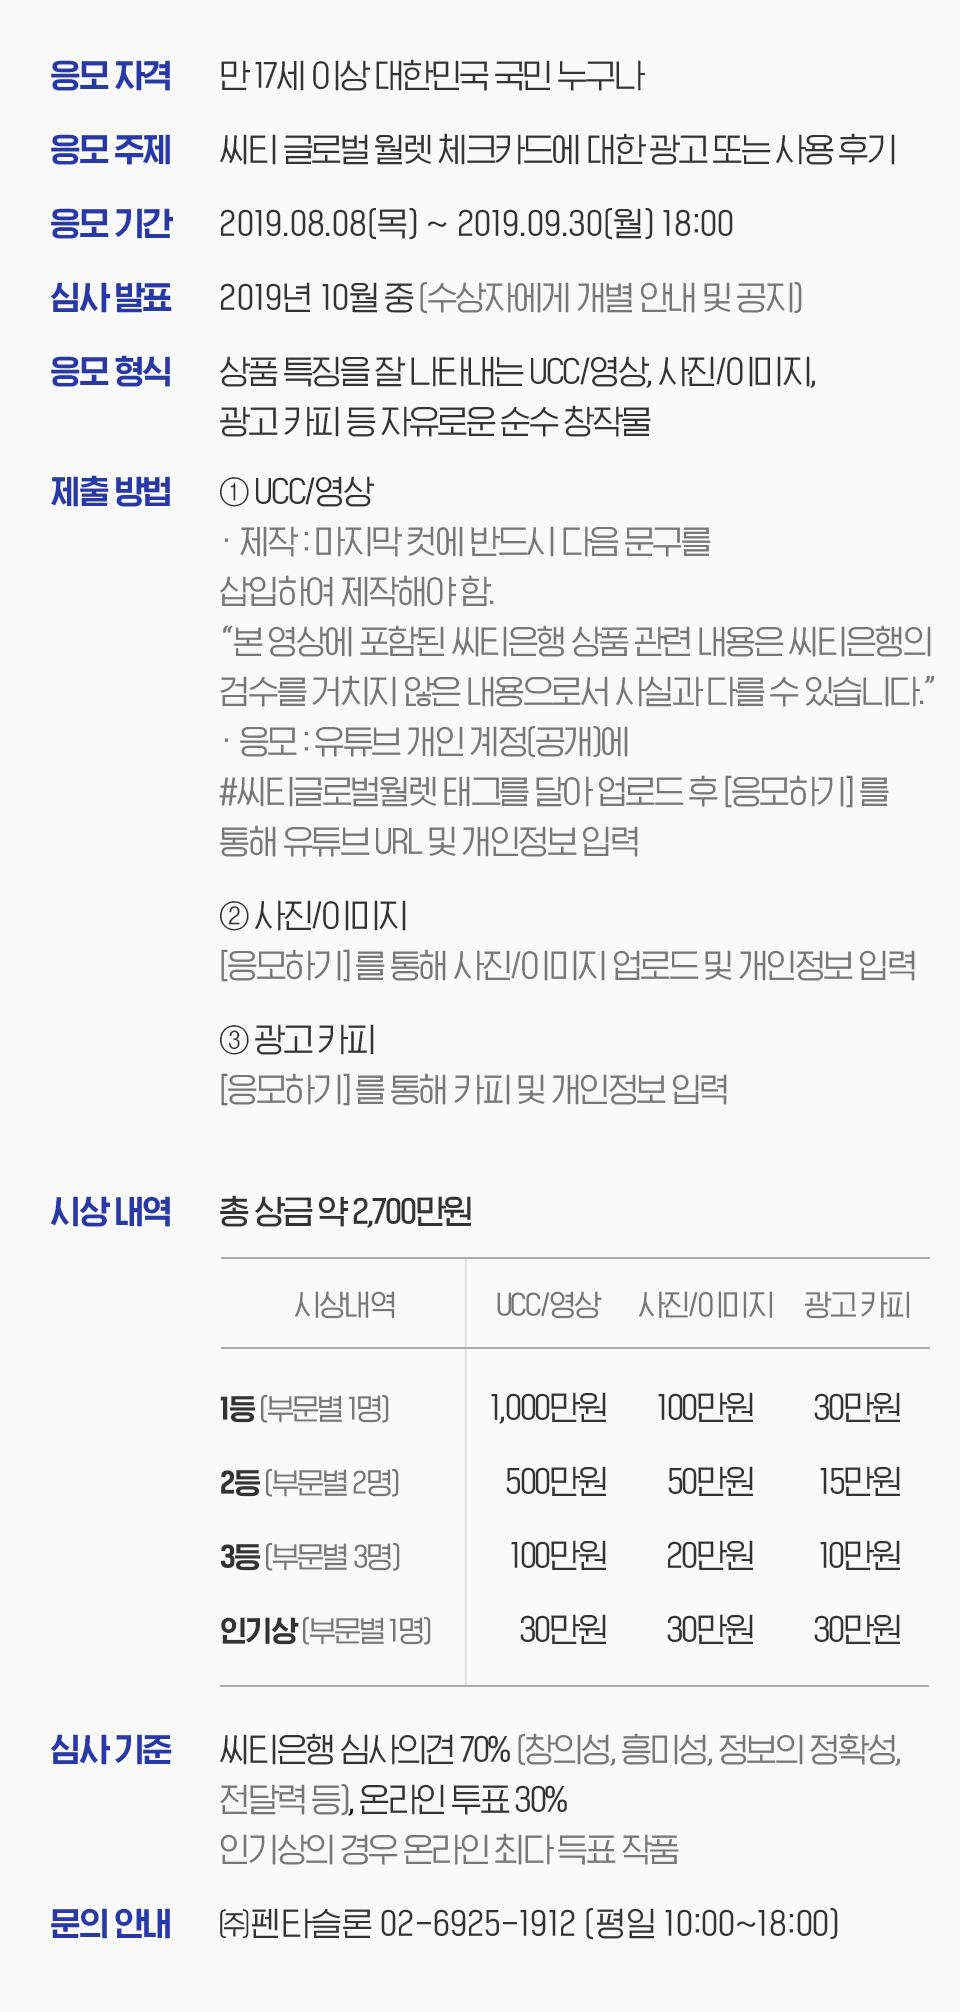 응모 자격 만 17세 이상 대한민국 국민 누구나
응모 주제 씨티 글로벌 월렛 체크카드에 대한 광고 또는 사용 후기
응모 기간 2019.08.08(목) ~ 2019.09.30(월) 18:00
심사 발표 2019년 10월 중 (수상자에게 개별 안내 및 공지)
응모 형식 상품 특징을 잘 나타내는 UCC/영상, 사진/이미지,
광고 카피 등 자유로운 순수 창작물
제출 방법 ① UCC/영상
· 제작 : 마지막 컷에 반드시 다음 문구를
삽입하여 제작해야 함.
“본 영상에 포함된 씨티은행 상품 관련 내용은 씨티은행의
검수를 거치지 않은 내용으로서 사실과 다를 수 있습니다.”
· 응모 : 유튜브 개인 계정(공개)에
#씨티글로벌월렛 태그를 달아 업로드 후 [응모하기] 를
통해 유튜브 URL 및 개인정보 입력
② 사진/이미지
[응모하기] 를 통해 사진/이미지 업로드 및 개인정보 입력
③ 광고 카피
[응모하기] 를 통해 카피 및 개인정보 입력
시상 내역 총 상금 약 2,700만원
시상내역 UCC/영상 사진/이미지 광고 카피
1등 (부문별 1명) 1,000만원 100만원 30만원
2등 (부문별 2명) 500만원 50만원 15만원
3등 (부문별 3명) 100만원 20만원 10만원
인기상 (부문별 1명) 30만원 30만원 30만원
심사 기준 씨티은행 심사의견 70% (창의성, 흥미성, 정보의 정확성,
전달력 등), 온라인 투표 30%
인기상의 경우 온라인 최다 득표 작품
문의 안내 ㈜펜타슬론 02-6925-1912 (평일 10:00~18:00)